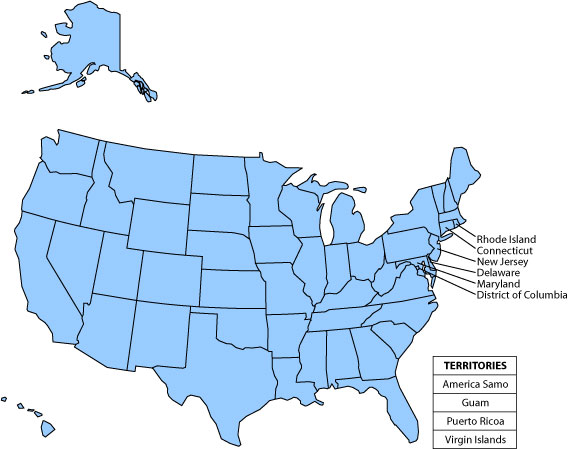 Rhode Island
Connecticut
New Jersey
Delaware
Maryland
District of Columbia
TERRITORIES
America Samo
Guam
Puerto Ricoa
Virgin Islands